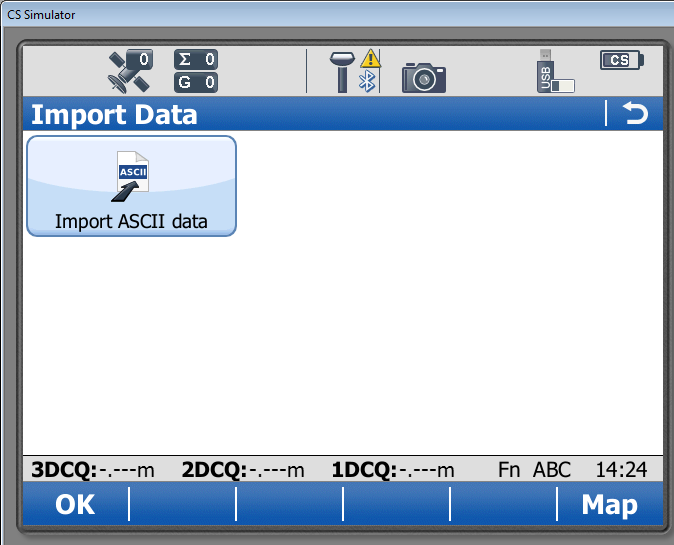 CS Simulator
0
Σ 0
G 0
USB
CS
Import Data
ASCII
Import ASCII data
3DCQ:-.---m 2DCQ:-.---m 1DCQ:-.---m Fn ABC 14:24
OK Map